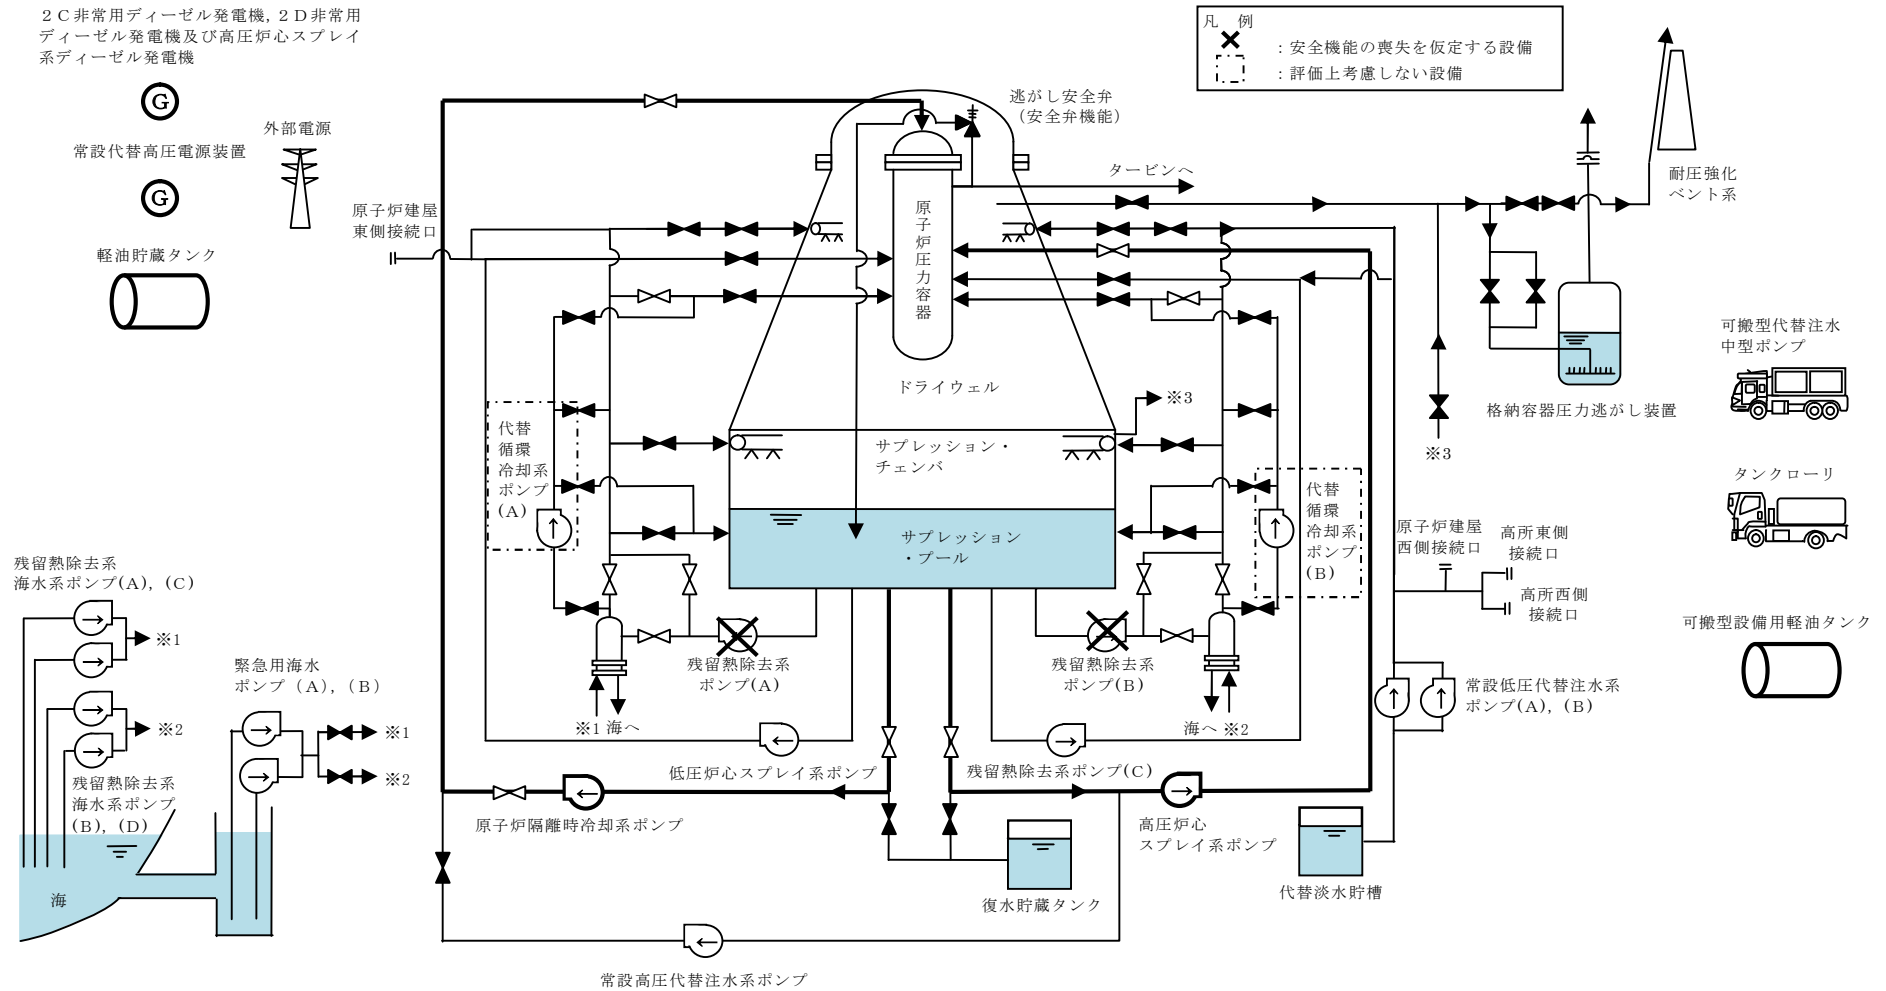 ２Ｃ非常用ディーゼル発電機，２Ｄ非常用
ディーゼル発電機及び高圧炉心スプレイ
系ディーゼル発電機
G
外部電源
常設代替高圧電源装置
G
原子炉建屋
東側接続口
軽油貯蔵タンク
凡　例
：安全機能の喪失を仮定する設備
：評価上考慮しない設備
逃がし安全弁
（安全弁機能）
タービンへ
耐圧強化
ベント系
原子炉圧力容器
ドライウェル
※3
サプレッション・
チェンバ
サプレッション
・プール
代替
循環
冷却系
ポンプ
(A)
代替
循環
冷却系
ポンプ
(B)
※3
格納容器圧力逃がし装置
可搬型代替注水
中型ポンプ
タンクローリ
原子炉建屋
西側接続口
高所東側
接続口
高所西側
接続口
可搬型設備用軽油タンク
残留熱除去系
海水系ポンプ(A)，(C)
※1
※2
残留熱除去系
海水系ポンプ
(B)，(D)
海
緊急用海水
ポンプ（A），（B）
※1
※2
残留熱除去系
ポンプ(A)
※1 海へ
残留熱除去系
ポンプ(B)
海へ ※2
低圧炉心スプレイ系ポンプ
残留熱除去系ポンプ(C)
常設低圧代替注水系
ポンプ(A)，(B)
原子炉隔離時冷却系ポンプ
高圧炉心
スプレイ系ポンプ
復水貯蔵タンク
代替淡水貯槽
常設高圧代替注水系ポンプ